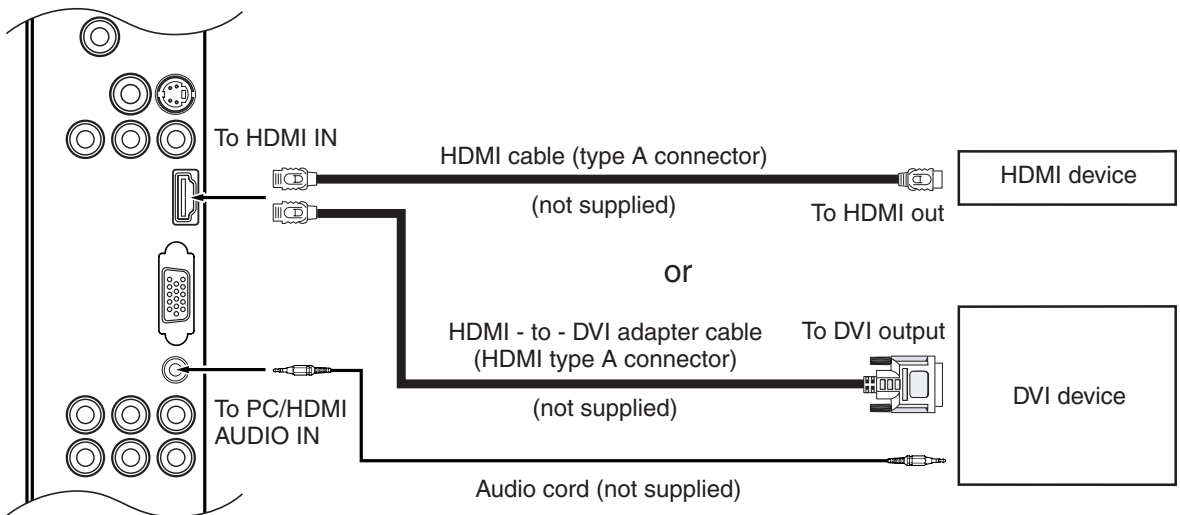 To HDMI IN
HDMI cable (type A connector)
(not supplied)
To HDMI out
HDMI device
or
HDMI - to - DVI adapter cable
(HDMI type A connector)
(not supplied)
To DVI output
DVI device
To PC/HDMI
AUDIO IN
Audio cord (not supplied)